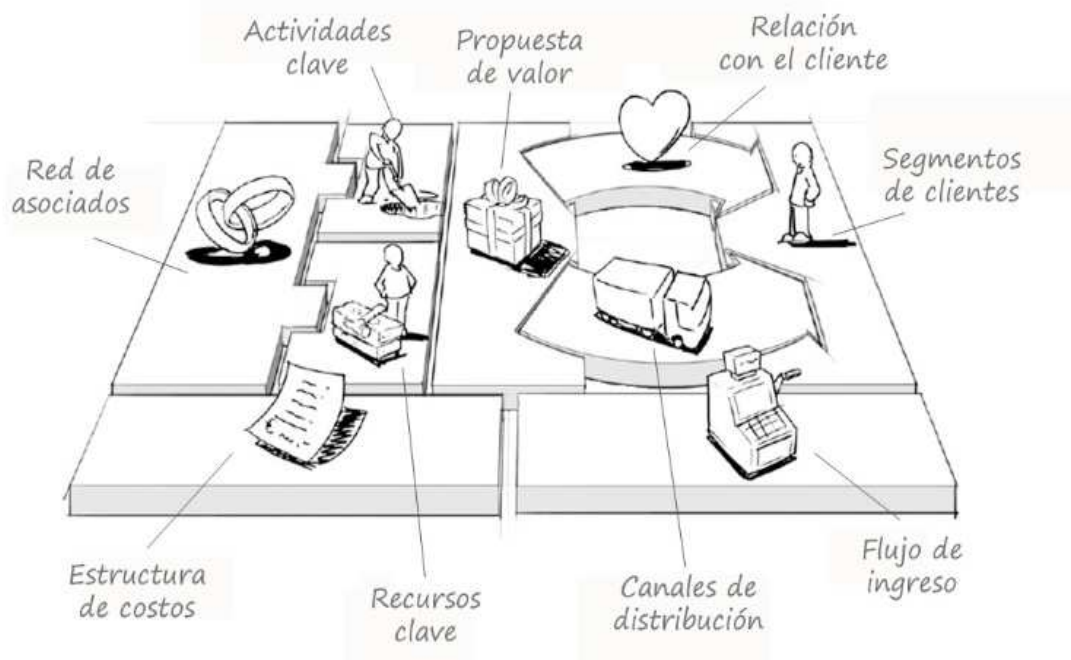 Actividades
clave
Propuesta
de valor
Relación
con el cliente
Red de
asociados
Segmentos
de clientes
Estructura
de costos
Recursos
clave
Canales de
distribución
Flujo de
ingreso